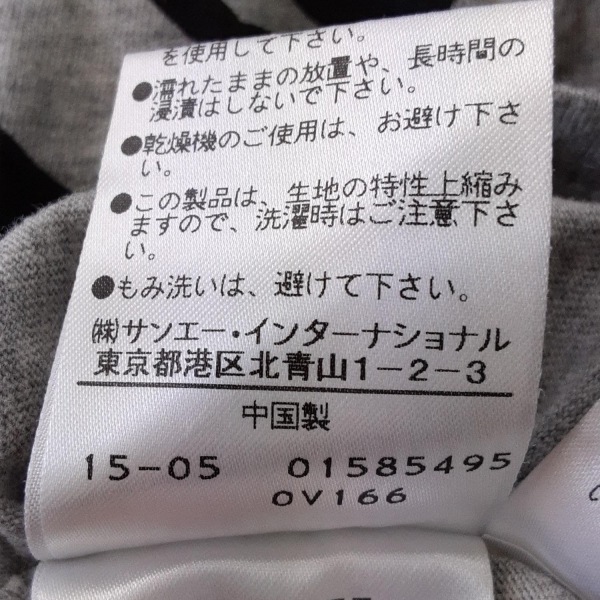 を使用して下さい。
●濡れたままの放置や、長時間の
浸漬はしないで下さい。
●乾燥機のご使用は、お避け下さ
い。
●この製品は、生地の特性上縮み
ますので、洗濯時はご注意下さ
い。
●もみ洗いは、避けて下さい。
㈱サンエー・インターナショナル
東京都港区北青山1-2-3
中国製
15-05 01585495
0V166